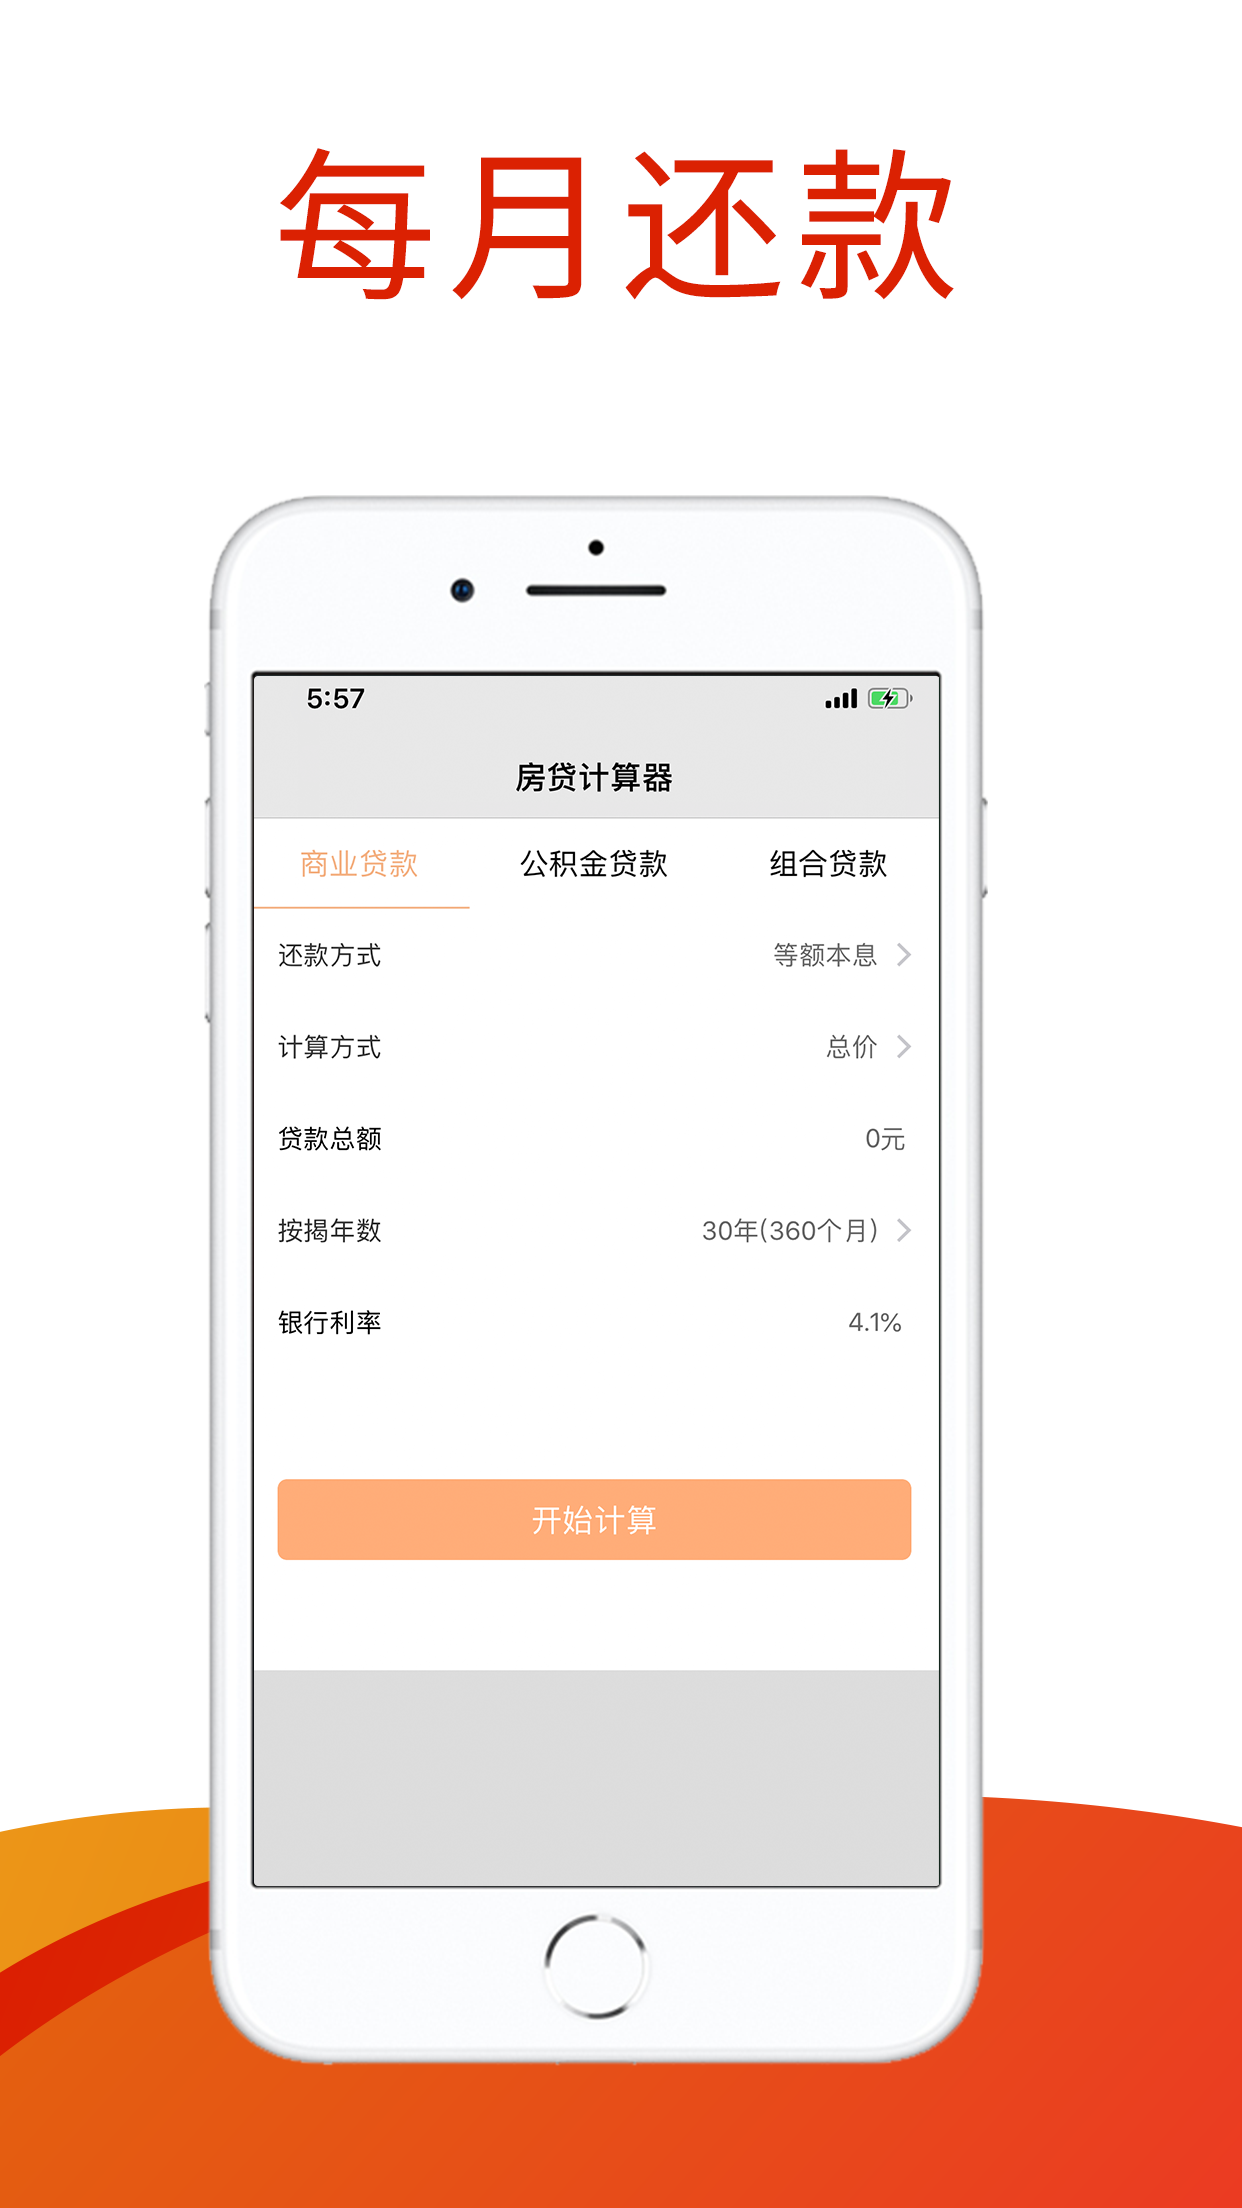 每月还款
5:57
房贷计算器
商业贷款 公积金贷款 组合贷款
还款方式 等额本息
计算方式 总价
贷款总额 0元
按揭年数 30年(360个月)
银行利率 4.1%
开始计算